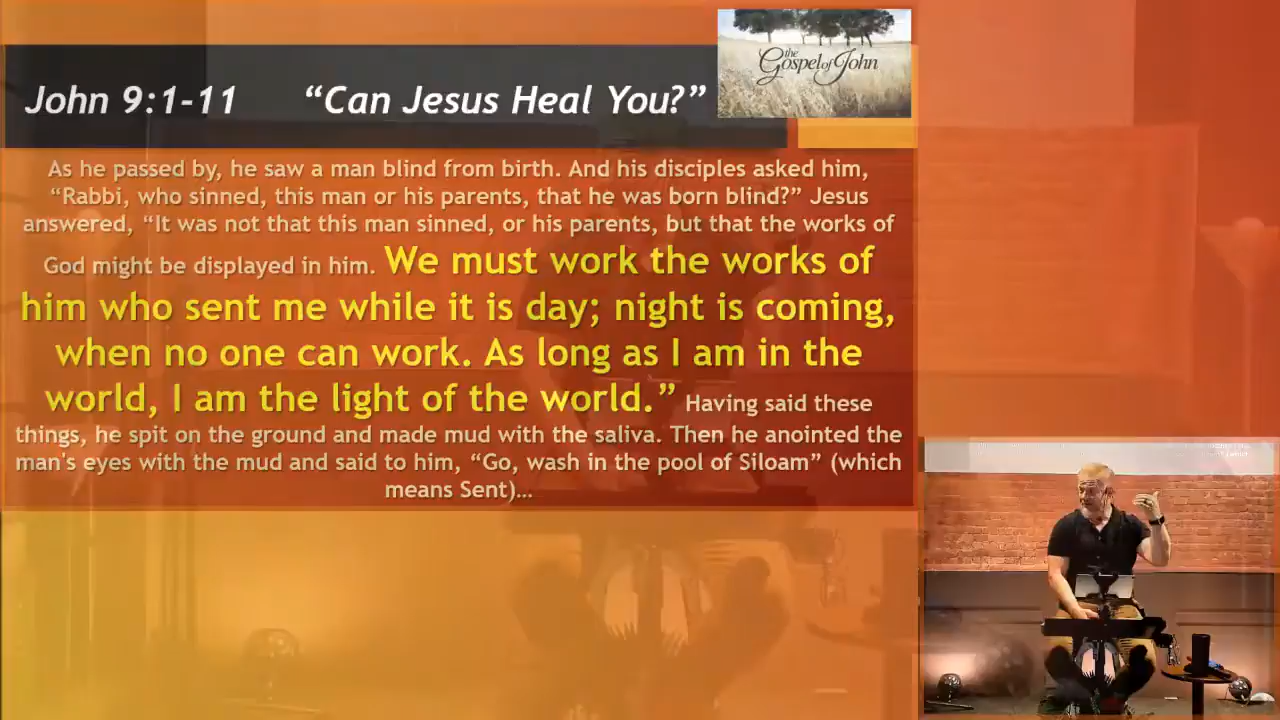 the
Gospel of John
John 9:1-11 “Can Jesus Heal You?”
As he passed by, he saw a man blind from birth. And his disciples asked him,
“Rabbi, who sinned, this man or his parents, that he was born blind?” Jesus
answered, “It was not that this man sinned, or his parents, but that the works of
God might be displayed in him. We must work the works of
him who sent me while it is day; night is coming,
when no one can work. As long as I am in the
world, I am the light of the world.” Having said these
things, he spit on the ground and made mud with the saliva. Then he anointed the
man's eyes with the mud and said to him, “Go, wash in the pool of Siloam” (which
means Sent)…